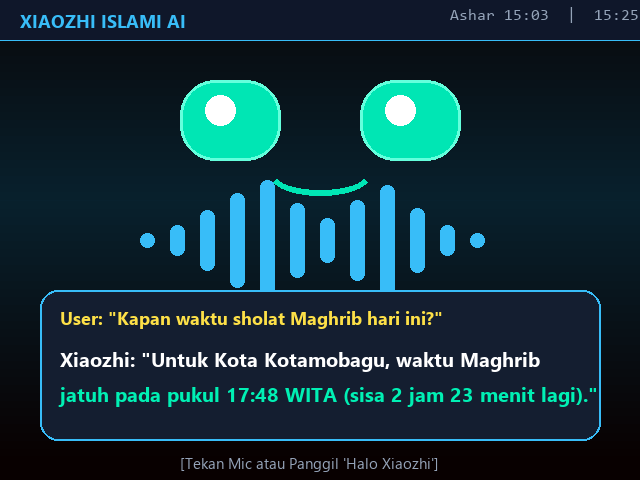 XIAOZHI ISLAMI AI
Ashar 15:03 | 15:25
User: "Kapan waktu sholat Maghrib hari ini?"
Xiaozhi: "Untuk Kota Kotamobagu, waktu Maghrib
jatuh pada pukul 17:48 WITA (sisa 2 jam 23 menit lagi)."
[Tekan Mic atau Panggil 'Halo Xiaozhi']